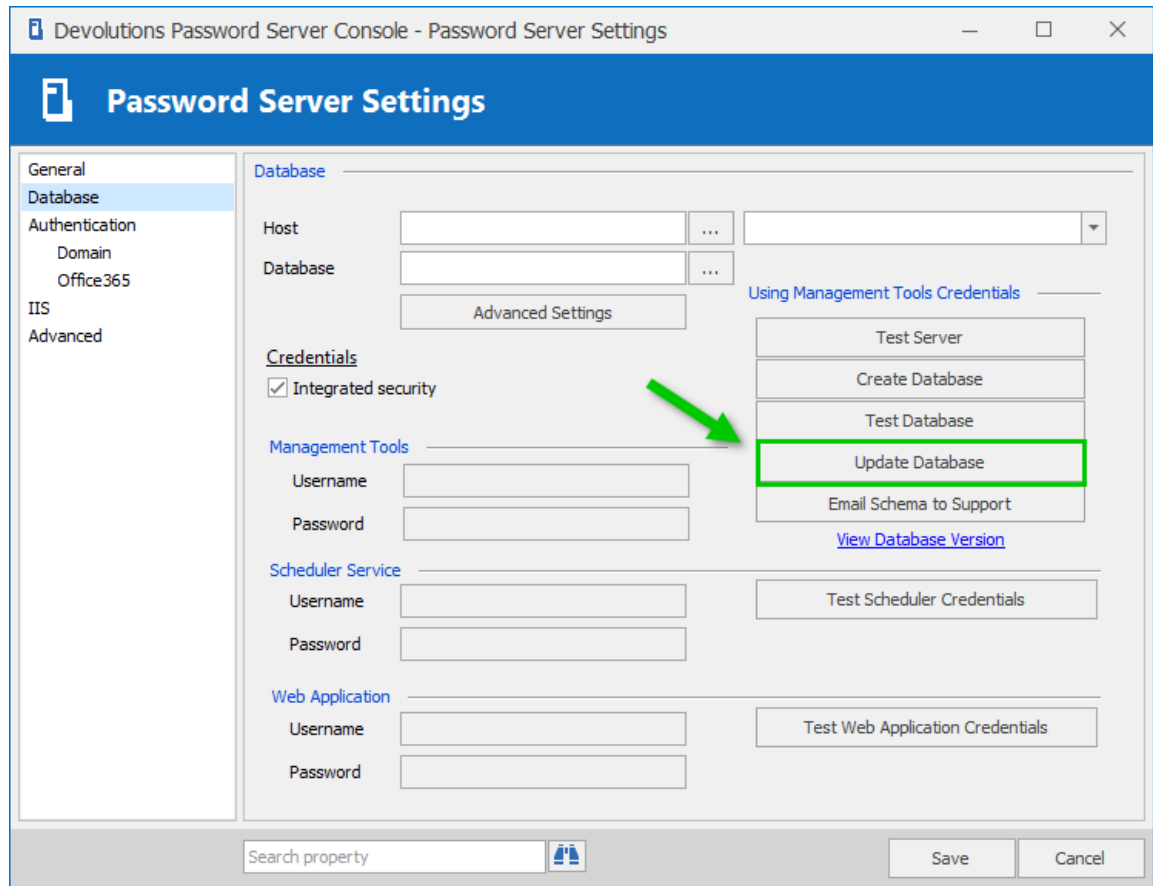 Devolutions Password Server Console - Password Server Settings
Password Server Settings
General
Database
Authentication
Domain
Office365
IIS
Advanced
Database
Host
...
Database
...
Advanced Settings
Credentials
Integrated security
Using Management Tools Credentials
Test Server
Create Database
Test Database
Update Database
Email Schema to Support
View Database Version
Management Tools
Username
Password
Scheduler Service
Username
Password
Test Scheduler Credentials
Web Application
Username
Password
Test Web Application Credentials
Search property
Save
Cancel